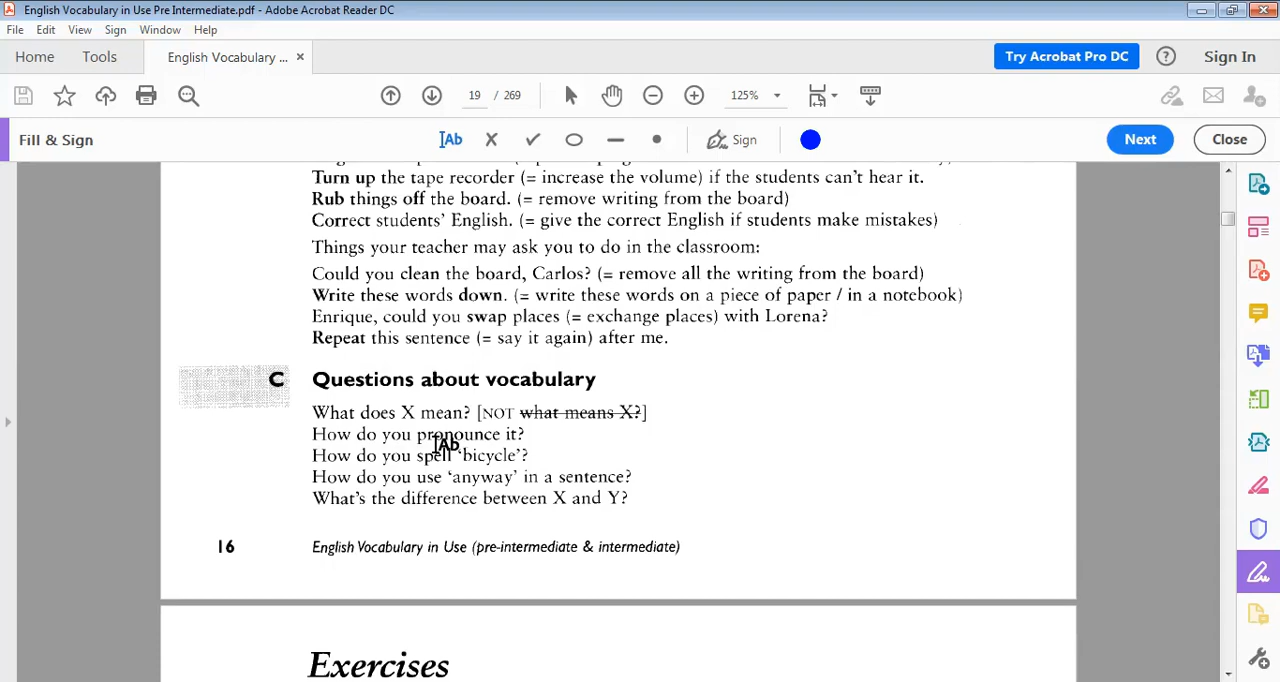 English Vocabulary in Use Pre Intermediate.pdf - Adobe Acrobat Reader DC
File Edit View Sign Window Help
Home Tools English Vocabulary ... × Try Acrobat Pro DC ? Sign In
19 / 269 125%
Fill & Sign Ab Sign Next Close
Turn up the tape recorder (= increase the volume) if the students can't hear it.
Rub things off the board. (= remove writing from the board)
Correct students' English. (= give the correct English if students make mistakes)
Things your teacher may ask you to do in the classroom:
Could you clean the board, Carlos? (= remove all the writing from the board)
Write these words down. (= write these words on a piece of paper / in a notebook)
Enrique, could you swap places (= exchange places) with Lorena?
Repeat this sentence (= say it again) after me.
C Questions about vocabulary
What does X mean? [NOT what means X?]
How do you pronounce it?
Ab
How do you spell 'bicycle'?
How do you use 'anyway' in a sentence?
What's the difference between X and Y?
16 English Vocabulary in Use (pre-intermediate & intermediate)
Exercises